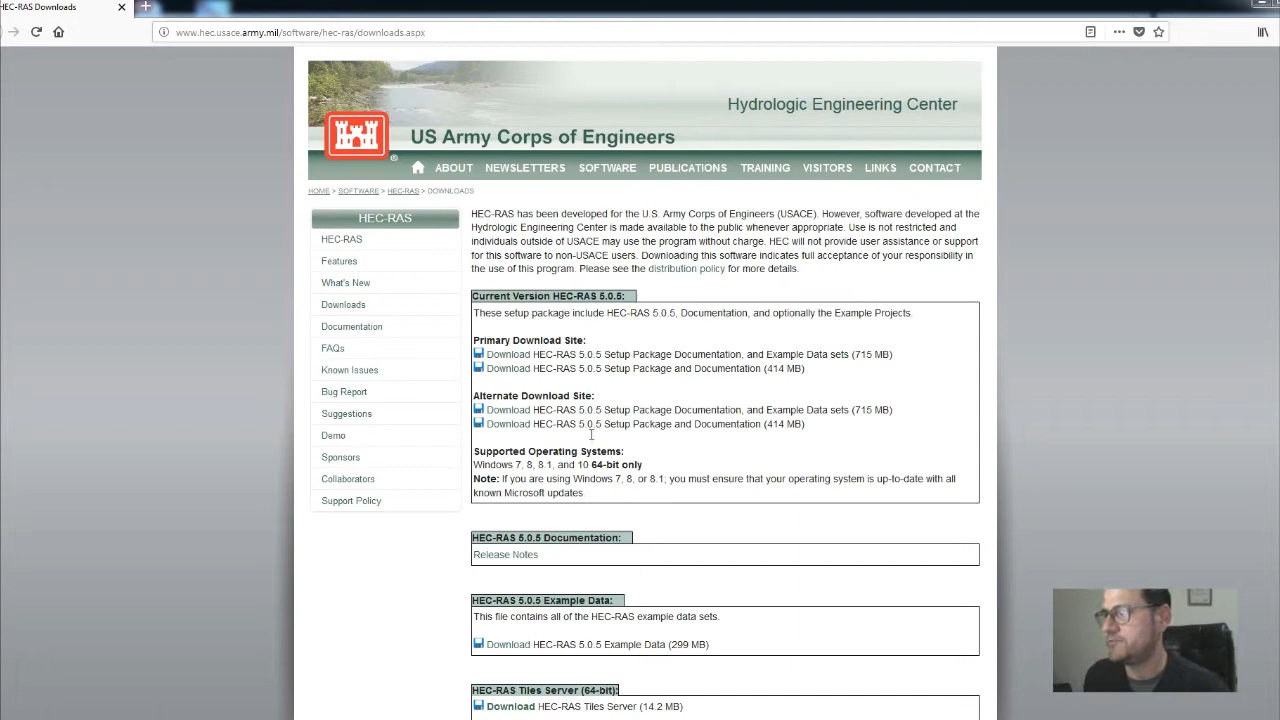 HEC-RAS Downloads
www.hec.usace.army.mil/software/hec-ras/downloads.aspx
Hydrologic Engineering Center
US Army Corps of Engineers
®
ABOUT NEWSLETTERS SOFTWARE PUBLICATIONS TRAINING VISITORS LINKS CONTACT
HOME > SOFTWARE > HEC-RAS > DOWNLOADS
HEC-RAS
HEC-RAS
Features
What's New
Downloads
Documentation
FAQs
Known Issues
Bug Report
Suggestions
Demo
Sponsors
Collaborators
Support Policy
HEC-RAS has been developed for the U.S. Army Corps of Engineers (USACE). However, software developed at the
Hydrologic Engineering Center is made available to the public whenever appropriate. Use is not restricted and
individuals outside of USACE may use the program without charge. HEC will not provide user assistance or support
for this software to non-USACE users. Downloading this software indicates full acceptance of your responsibility in
the use of this program. Please see the distribution policy for more details.
Current Version HEC-RAS 5.0.5:
These setup package include HEC-RAS 5.0.5, Documentation, and optionally the Example Projects.
Primary Download Site:
Download HEC-RAS 5.0.5 Setup Package Documentation, and Example Data sets (715 MB)
Download HEC-RAS 5.0.5 Setup Package and Documentation (414 MB)
Alternate Download Site:
Download HEC-RAS 5.0.5 Setup Package Documentation, and Example Data sets (715 MB)
Download HEC-RAS 5.0.5 Setup Package and Documentation (414 MB)
Supported Operating Systems:
Windows 7, 8, 8.1, and 10 64-bit only
Note: If you are using Windows 7, 8, or 8.1; you must ensure that your operating system is up-to-date with all
known Microsoft updates.
HEC-RAS 5.0.5 Documentation:
Release Notes
HEC-RAS 5.0.5 Example Data:
This file contains all of the HEC-RAS example data sets.
Download HEC-RAS 5.0.5 Example Data (299 MB)
HEC-RAS Tiles Server (64-bit):
Download HEC-RAS Tiles Server (14.2 MB)